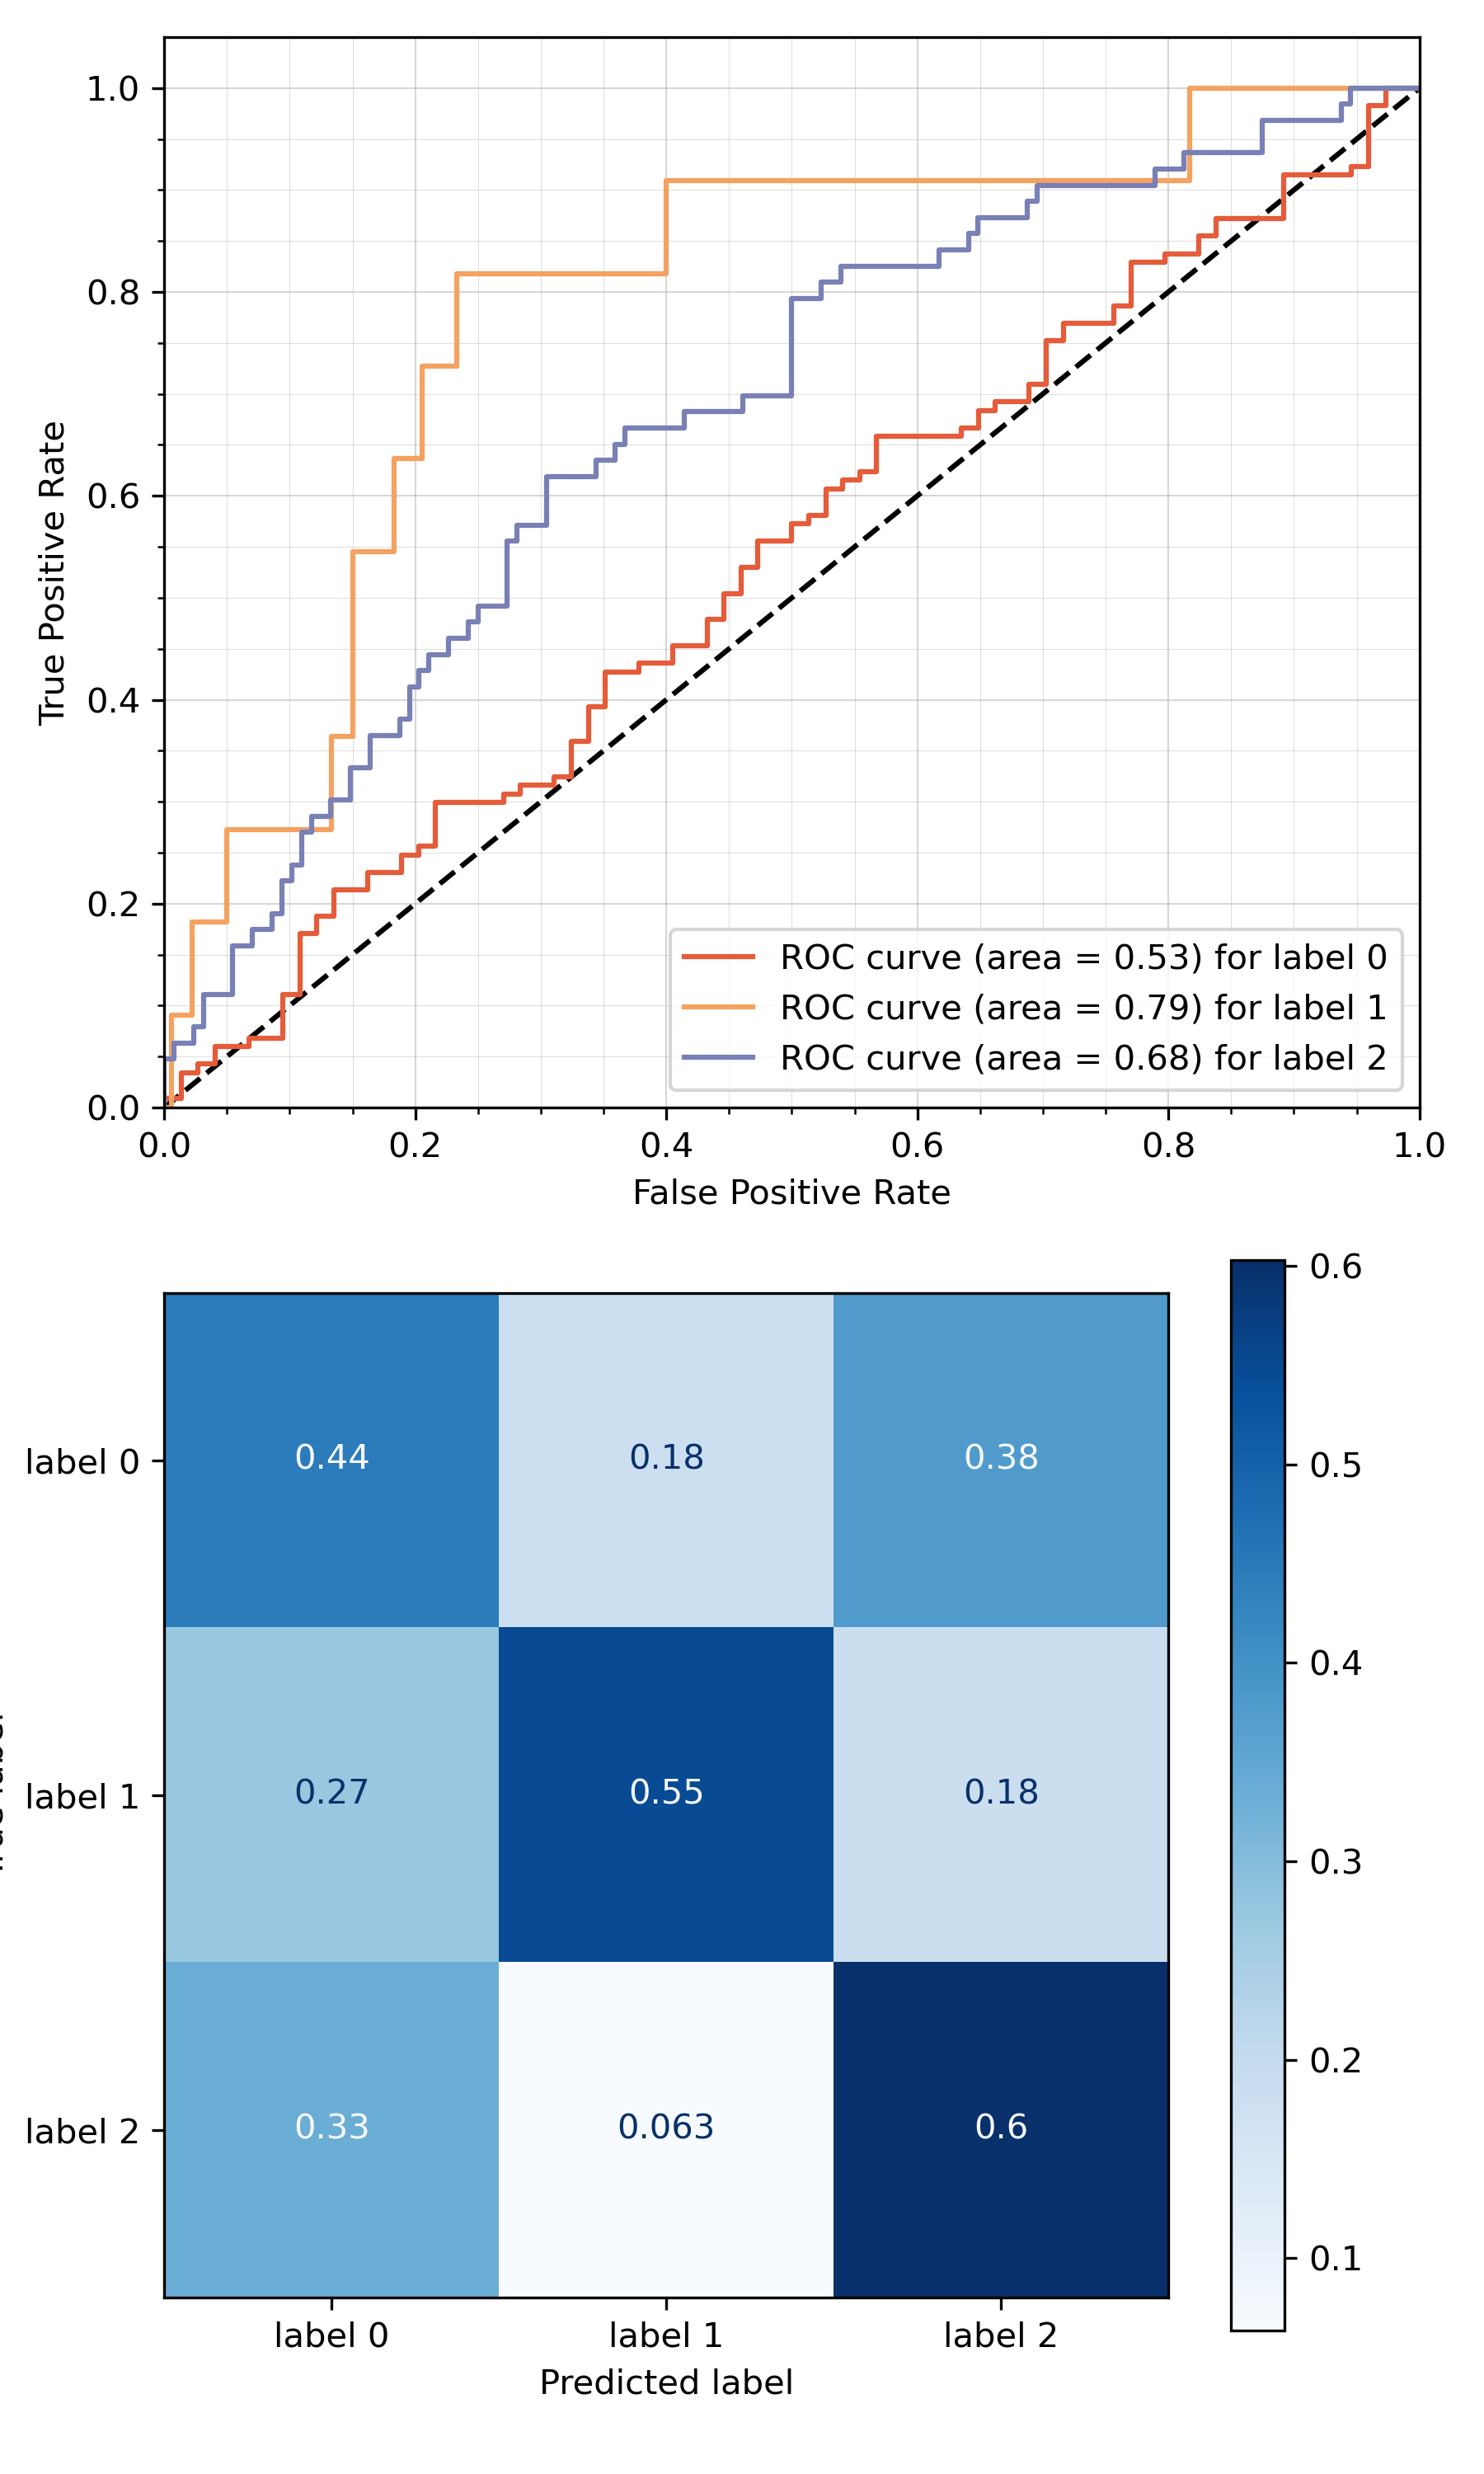 1.0
0.8
0.6
0.4
0.2
0.0
True Positive Rate
ROC curve (area = 0.53) for label 0
ROC curve (area = 0.79) for label 1
ROC curve (area = 0.68) for label 2
0.0 0.2 0.4 0.6 0.8 1.0
False Positive Rate
label 0 0.44 0.18 0.38
label 1 0.27 0.55 0.18
label 2 0.33 0.063 0.6
label 0 label 1 label 2
Predicted label
0.6
0.5
0.4
0.3
0.2
0.1